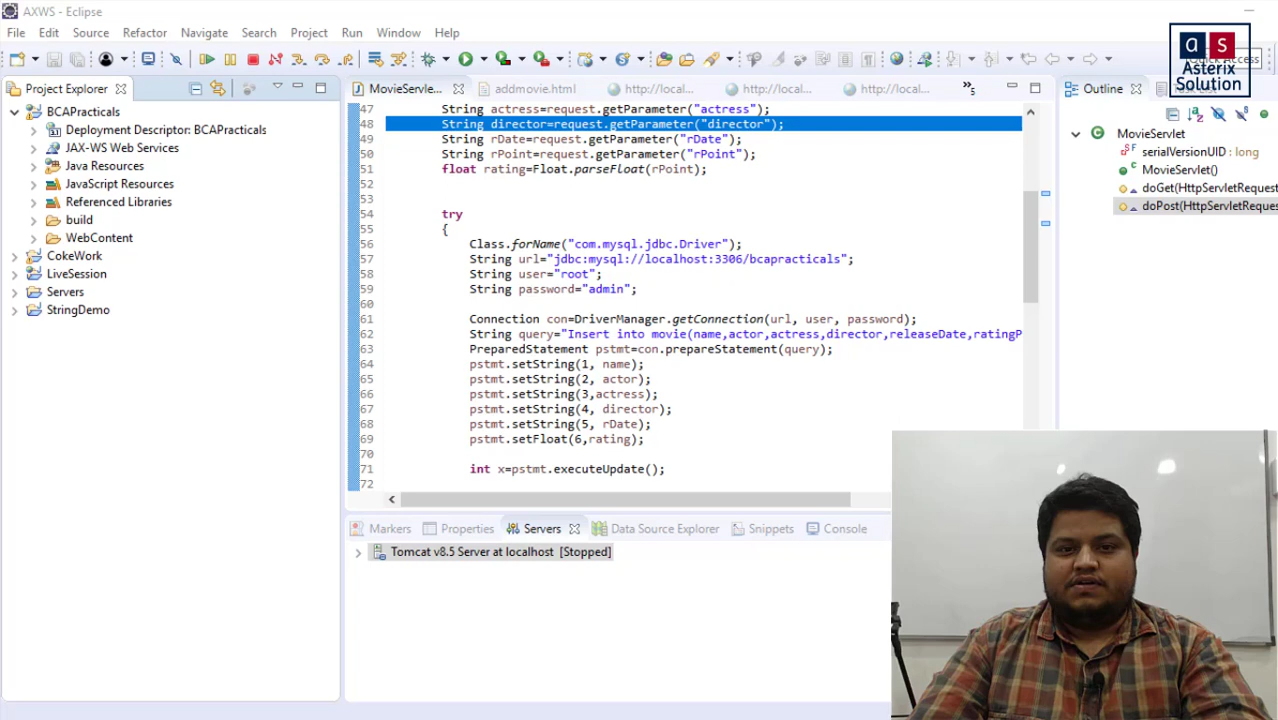 AXWS - Eclipse
File Edit Source Refactor Navigate Search Project Run Window Help
a s
Asterix
Solution
Project Explorer
BCAPracticals
Deployment Descriptor: BCAPracticals
JAX-WS Web Services
Java Resources
JavaScript Resources
Referenced Libraries
build
WebContent
CokeWork
LiveSession
Servers
StringDemo
MovieServle... addmovie.html http://local... http://local... http://local... »5
47 String actress=request.getParameter("actress");
48 String director=request.getParameter("director");
49 String rDate=request.getParameter("rDate");
50 String rPoint=request.getParameter("rPoint");
51 float rating=Float.parseFloat(rPoint);
52
53
54 try
55 {
56 Class.forName("com.mysql.jdbc.Driver");
57 String url="jdbc:mysql://localhost:3306/bcapracticals";
58 String user="root";
59 String password="admin";
60
61 Connection con=DriverManager.getConnection(url, user, password);
62 String query="Insert into movie(name,actor,actress,director,releaseDate,ratingP
63 PreparedStatement pstmt=con.prepareStatement(query);
64 pstmt.setString(1, name);
65 pstmt.setString(2, actor);
66 pstmt.setString(3,actress);
67 pstmt.setString(4, director);
68 pstmt.setString(5, rDate);
69 pstmt.setFloat(6,rating);
70
71 int x=pstmt.executeUpdate();
72
Outline
MovieServlet
serialVersionUID : long
MovieServlet()
doGet(HttpServletReques
doPost(HttpServletReque
Markers Properties Servers Data Source Explorer Snippets Console
Tomcat v8.5 Server at localhost [Stopped]